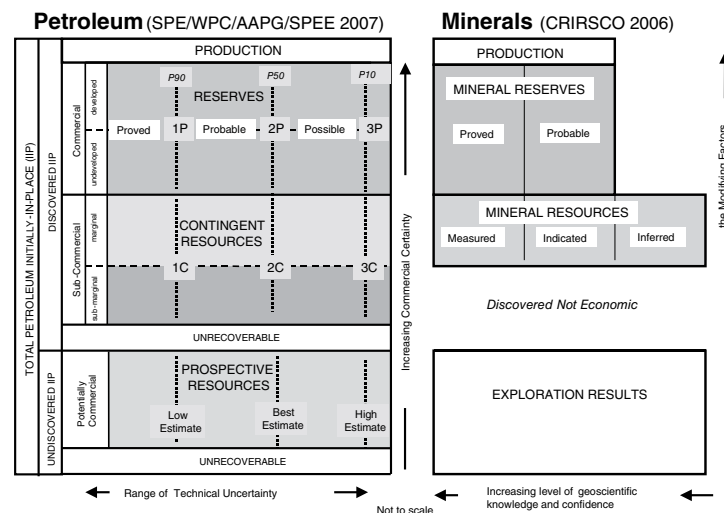 Petroleum (SPE/WPC/AAPG/SPEE 2007)
Minerals (CRIRSCO 2006)
TOTAL PETROLEUM INITIALLY-IN-PLACE (IIP)
DISCOVERED IIP
UNDISCOVERED IIP
PRODUCTION
Commercial
developed
undeveloped
P90
P50
P10
RESERVES
Proved
1P
Probable
2P
Possible
3P
Sub-Commercial
marginal
sub-marginal
CONTINGENT
RESOURCES
1C
2C
3C
UNRECOVERABLE
Potentially
Commercial
PROSPECTIVE
RESOURCES
Low
Estimate
Best
Estimate
High
Estimate
UNRECOVERABLE
Range of Technical Uncertainty
Not to scale
Increasing Commercial Certainty
PRODUCTION
MINERAL RESERVES
Proved
Probable
MINERAL RESOURCES
Measured
Indicated
Inferred
Discovered Not Economic
EXPLORATION RESULTS
Increasing level of geoscientific
knowledge and confidence
the Modifying Factors